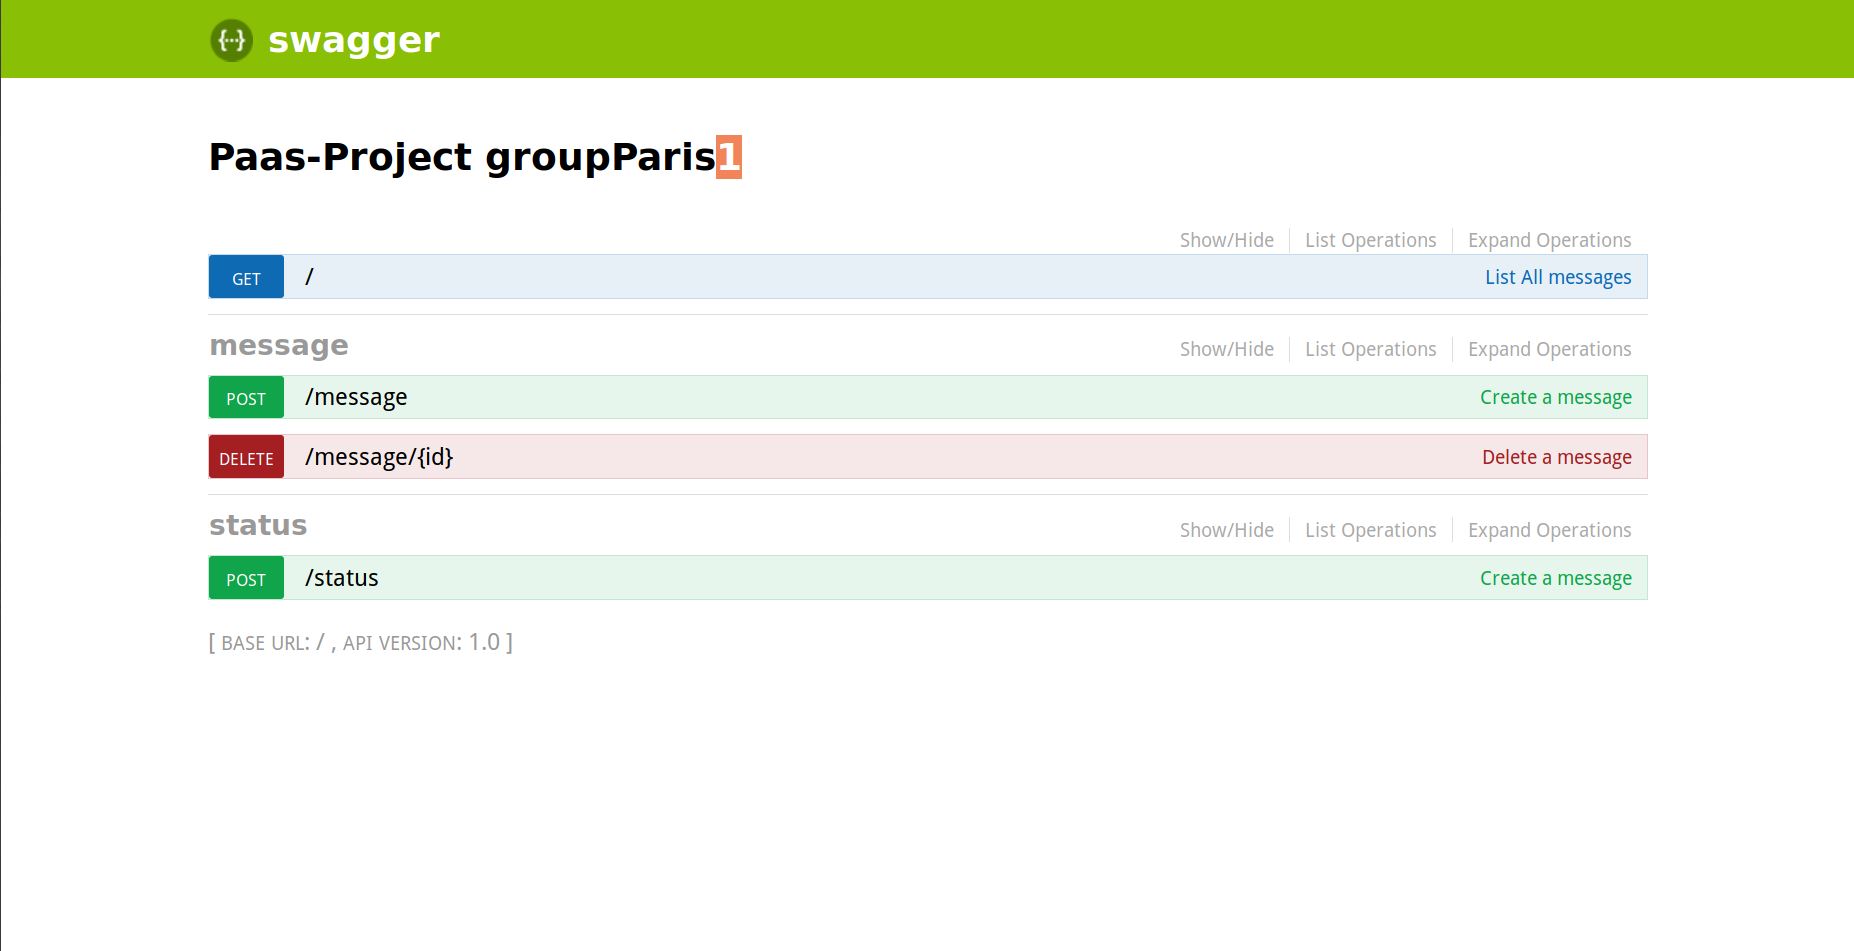 {···} swagger
Paas-Project groupParis1
Show/Hide List Operations Expand Operations
GET / List All messages
message Show/Hide List Operations Expand Operations
POST /message Create a message
DELETE /message/{id} Delete a message
status Show/Hide List Operations Expand Operations
POST /status Create a message
[ BASE URL: / , API VERSION: 1.0 ]